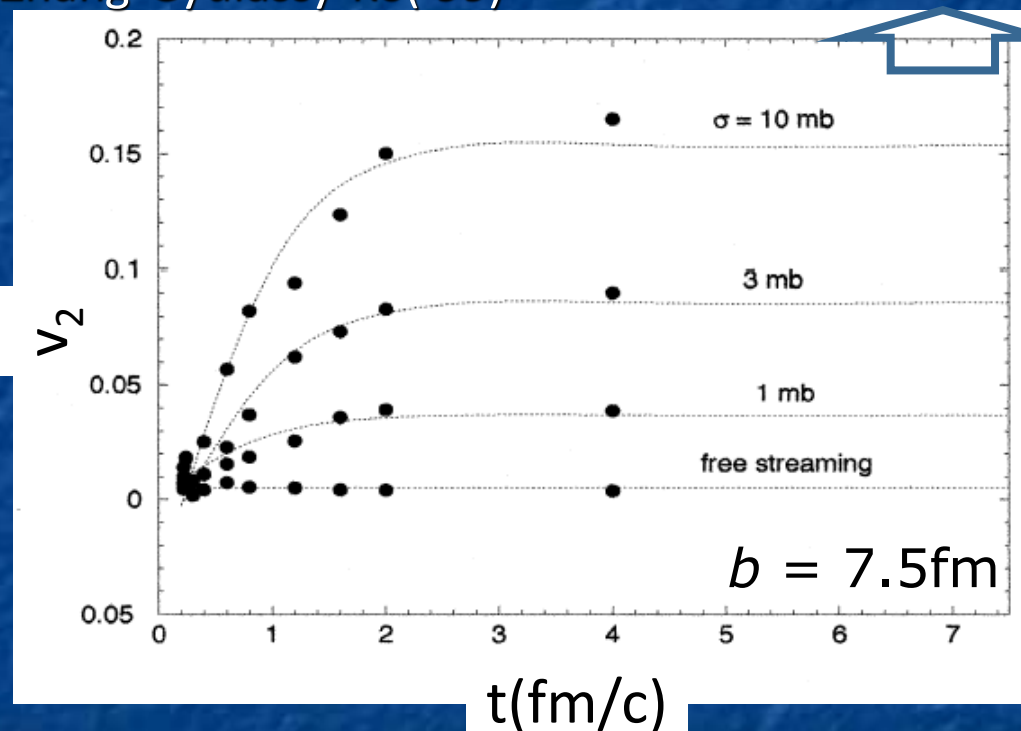 0.2
σ = 10 mb
0.15
0.1
3 mb
v2
0.05
1 mb
free streaming
0
b = 7.5fm
0.05
0 1 2 3 4 5 6 7
t(fm/c)